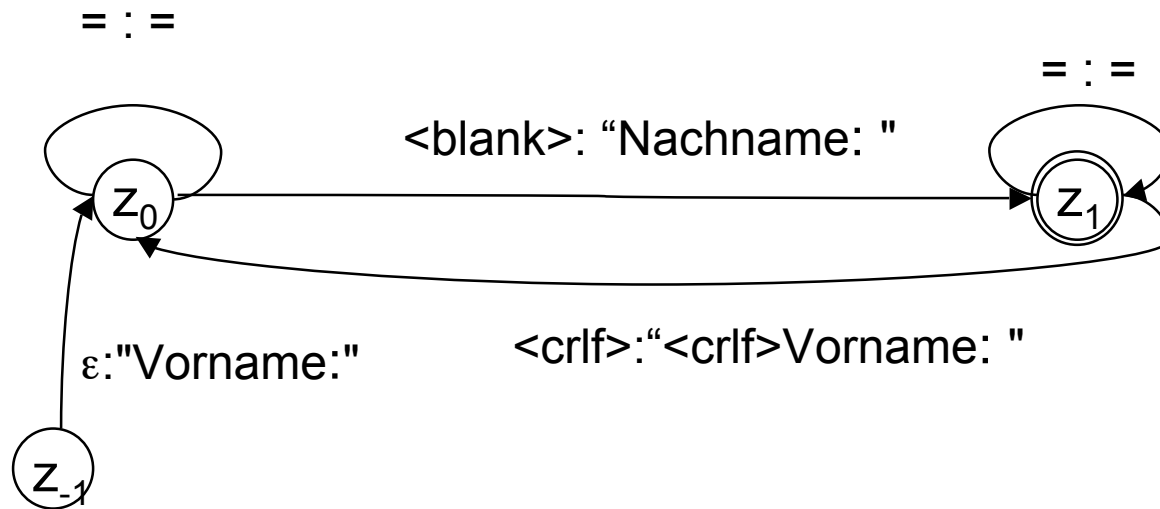 = : =
= : =
<blank>: “Nachname: "
z0
z1
<crlf>:“<crlf>Vorname: "
ε:"Vorname:"
z-1